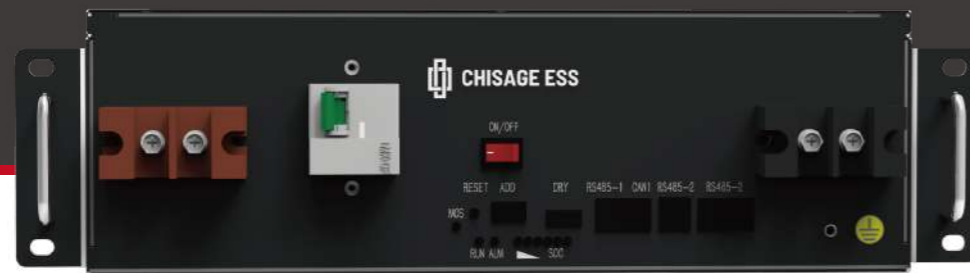 CHISAGE ESS
ON/OFF
RESET ADD DRY RS485-1 CAN1 RS485-2 RS485-3
MOS
RUN ALM SOC